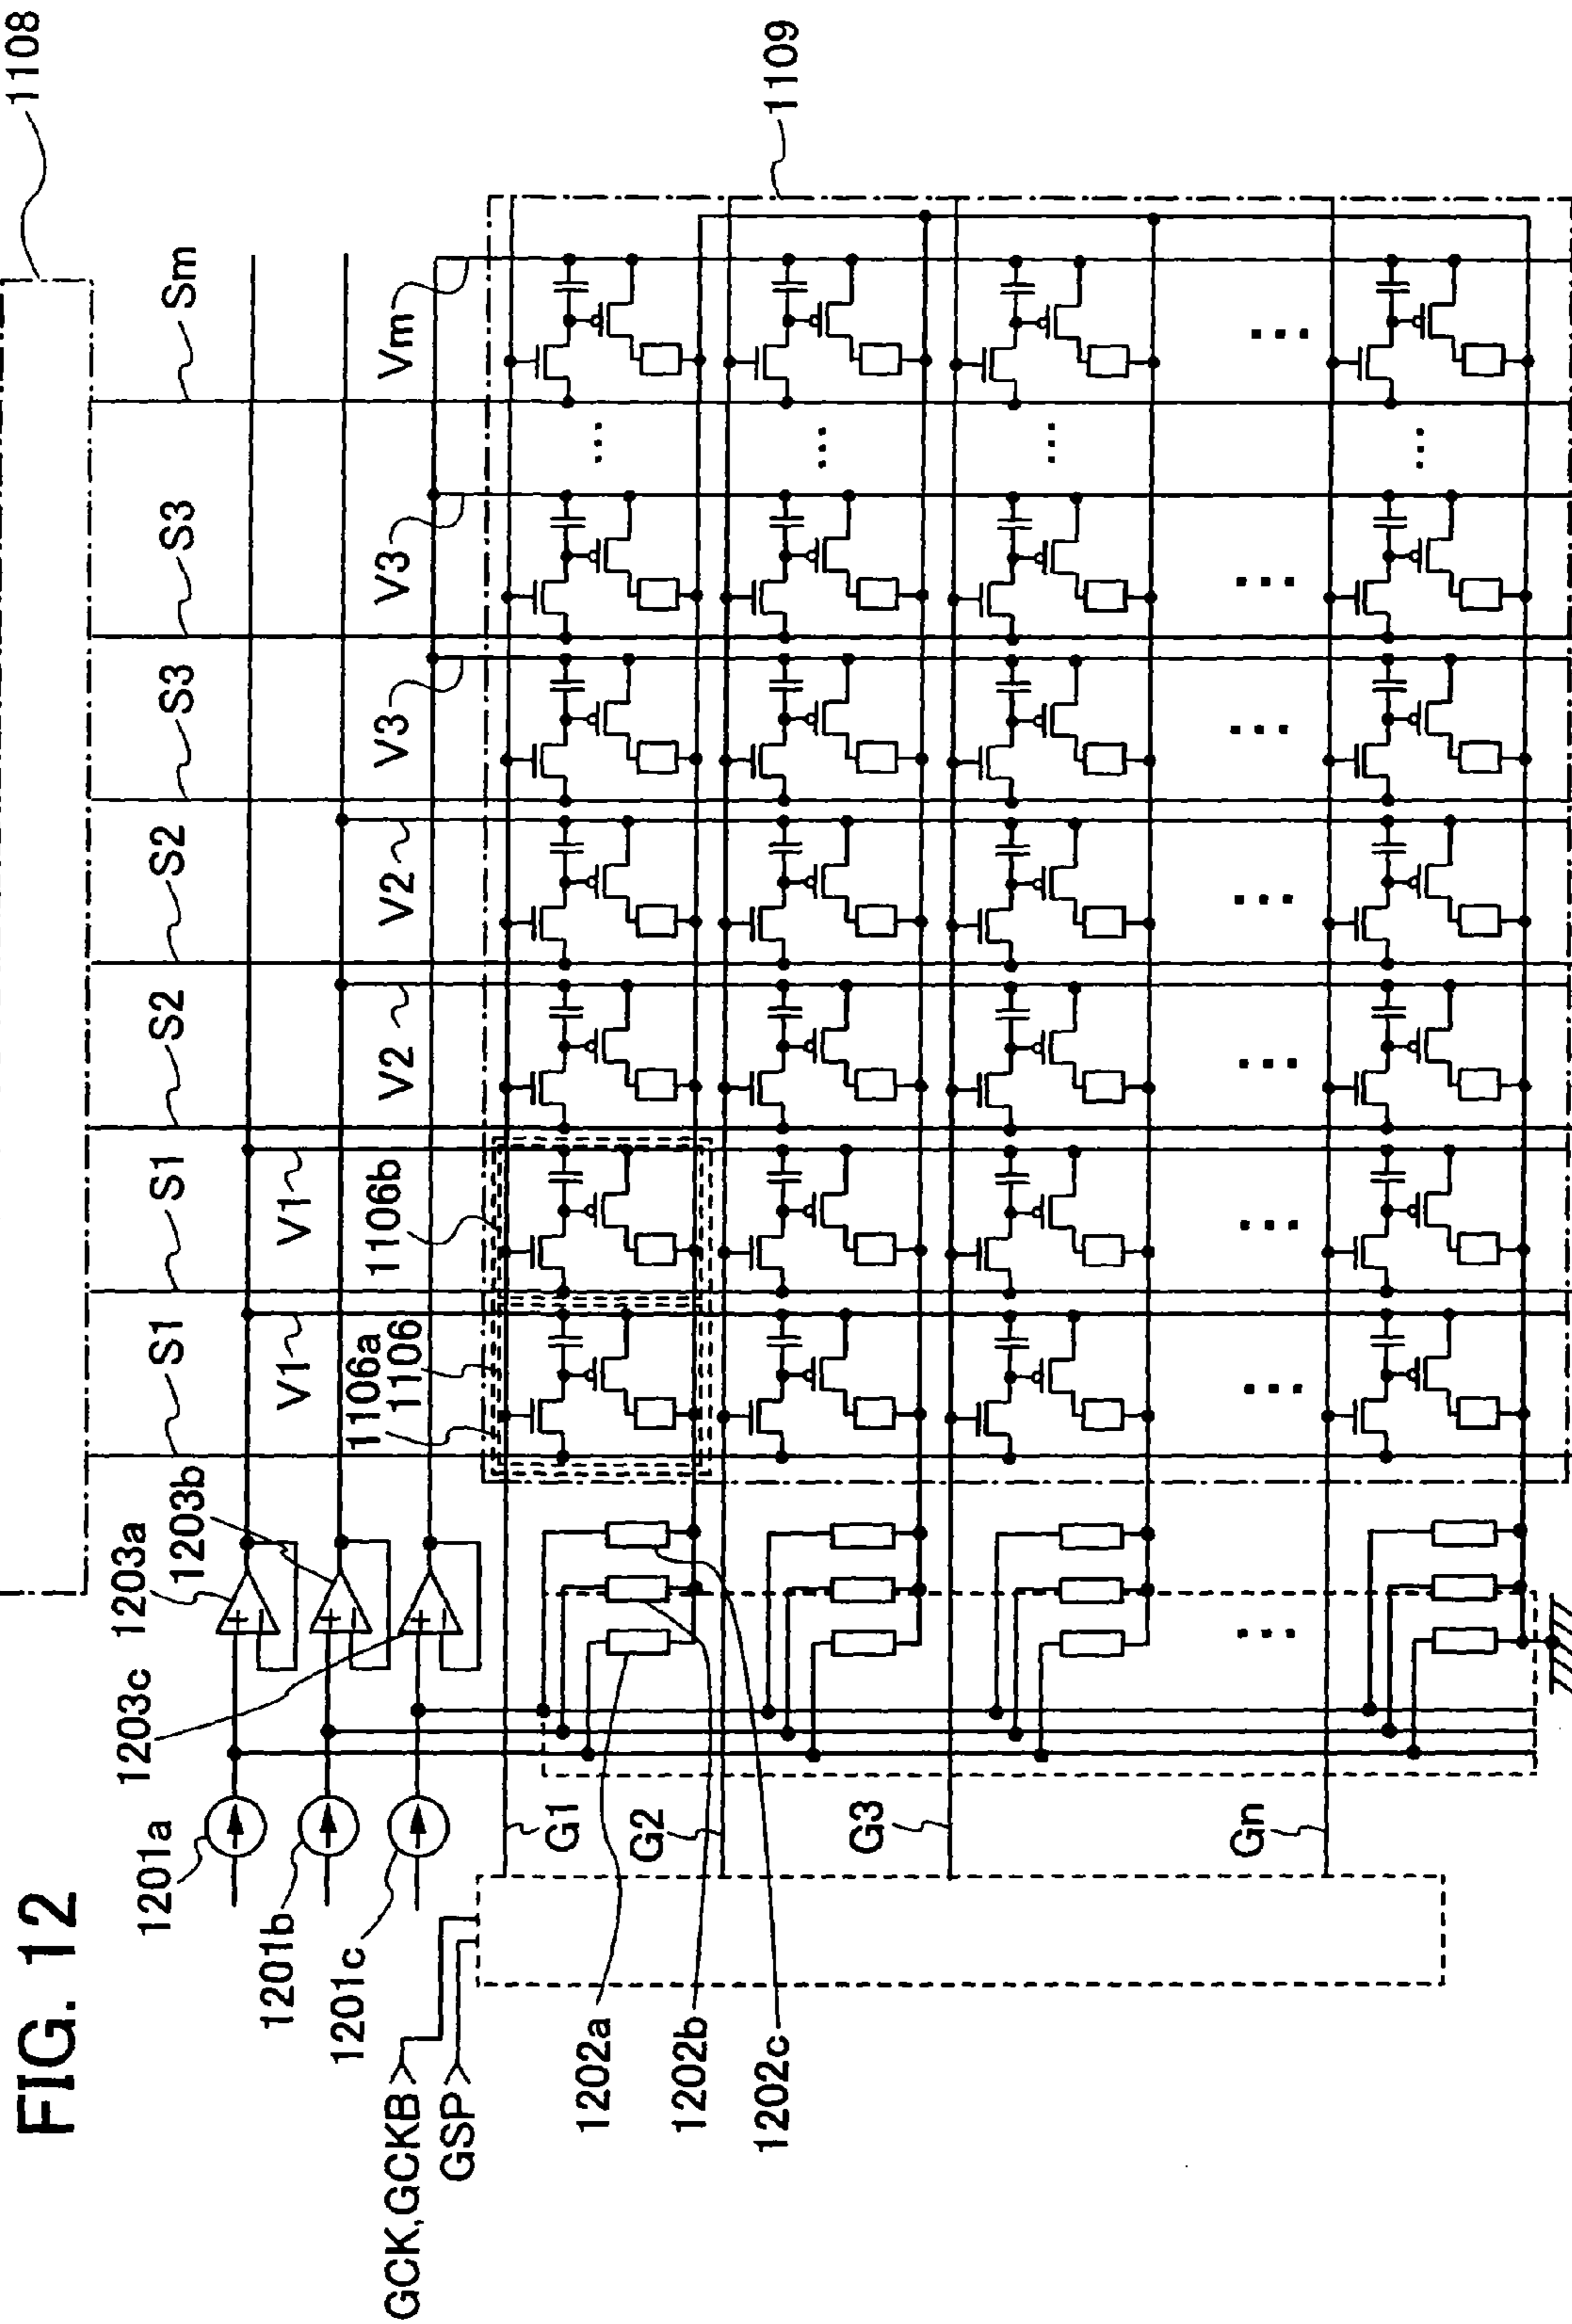 FIG. 12
1108
1109
S1
S1
S2
S2
S3
S3
Sm
V1
V1
V2
V2
V3
V3
Vm
1106a
1106
1106b
1203a
1203b
1203c
1201a
1201b
1201c
GCK,GCKB
GSP
G1
G2
G3
Gn
1202a
1202b
1202c